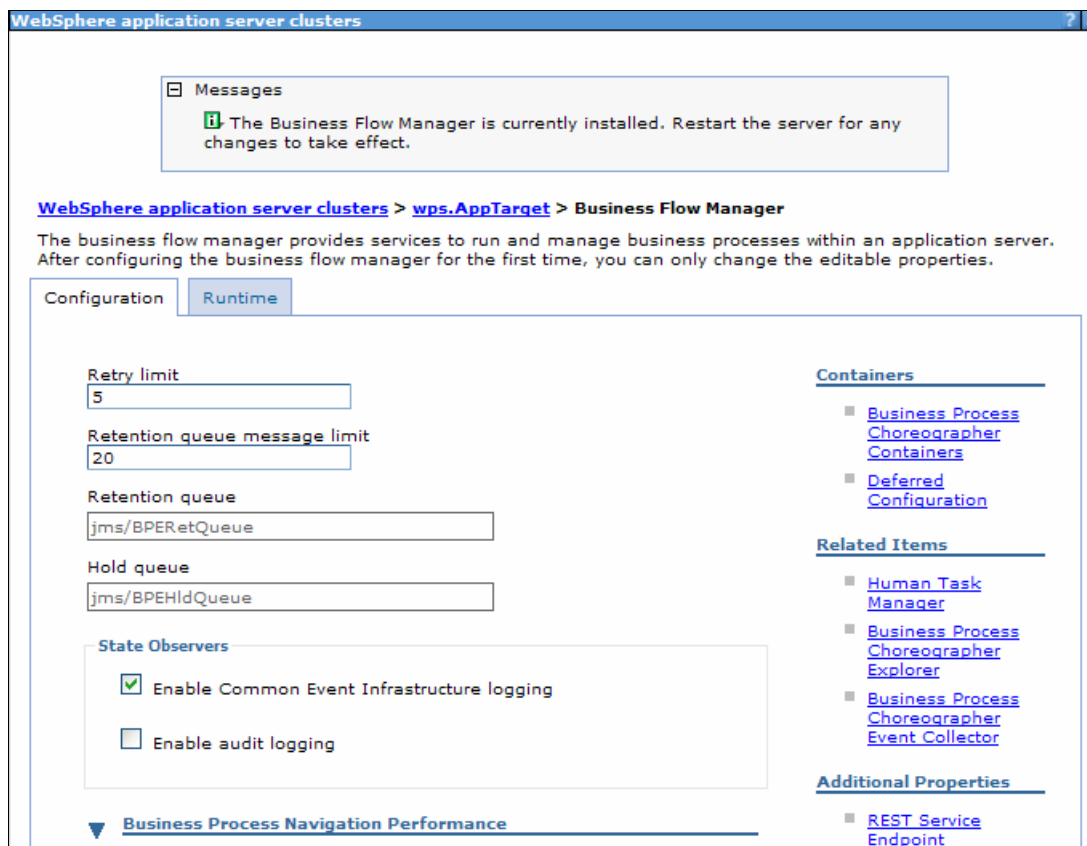 WebSphere application server clusters ?
Messages
The Business Flow Manager is currently installed. Restart the server for any
changes to take effect.
WebSphere application server clusters > wps.AppTarget > Business Flow Manager
The business flow manager provides services to run and manage business processes within an application server.
After configuring the business flow manager for the first time, you can only change the editable properties.
Configuration
Runtime
Retry limit
5
Retention queue message limit
20
Retention queue
jms/BPERetQueue
Hold queue
jms/BPEHldQueue
State Observers
Enable Common Event Infrastructure logging
Enable audit logging
Business Process Navigation Performance
Containers
Business Process
Choreographer
Containers
Deferred
Configuration
Related Items
Human Task
Manager
Business Process
Choreographer
Explorer
Business Process
Choreographer
Event Collector
Additional Properties
REST Service
Endpoint